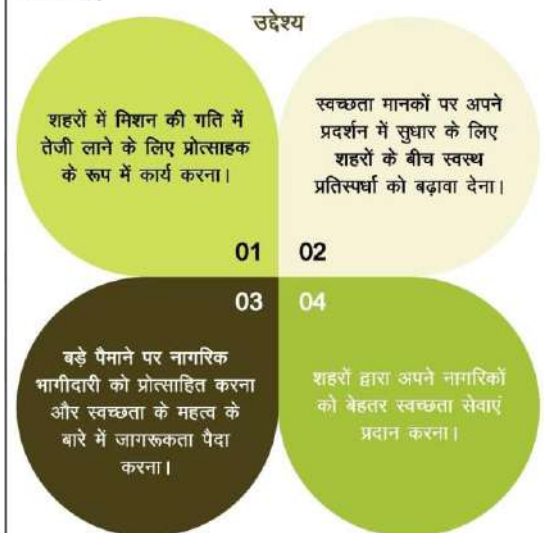 उद्देश्य
शहरों में मिशन की गति में
तेजी लाने के लिए प्रोत्साहक
के रूप में कार्य करना।
01
स्वच्छता मानकों पर अपने
प्रदर्शन में सुधार के लिए
शहरों के बीच स्वस्थ
प्रतिस्पर्धा को बढ़ावा देना।
02
03
बड़े पैमाने पर नागरिक
भागीदारी को प्रोत्साहित करना
और स्वच्छता के महत्व के
बारे में जागरूकता पैदा
करना।
04
शहरों द्वारा अपने नागरिकों
को बेहतर स्वच्छता सेवाएं
प्रदान करना।